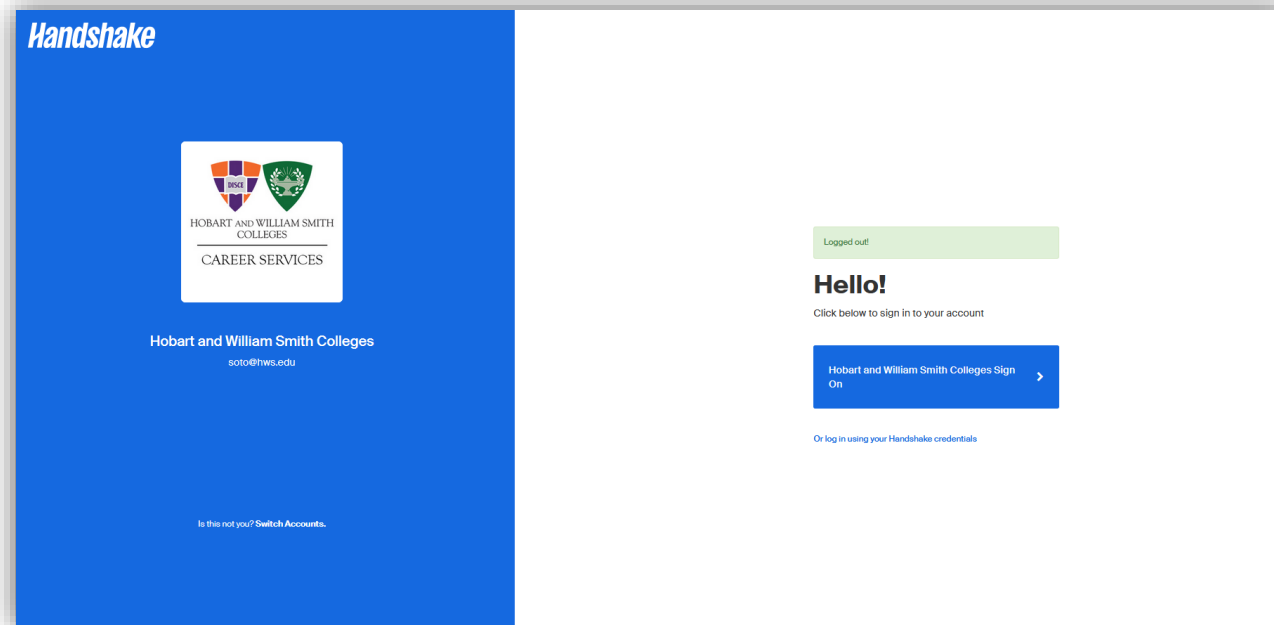 Handshake
DISCE
HOBART AND WILLIAM SMITH
COLLEGES
CAREER SERVICES
Hobart and William Smith Colleges
soto@hws.edu
Is this not you? Switch Accounts.
Logged out!
Hello!
Click below to sign in to your account
Hobart and William Smith Colleges Sign
On
Or log in using your Handshake credentials